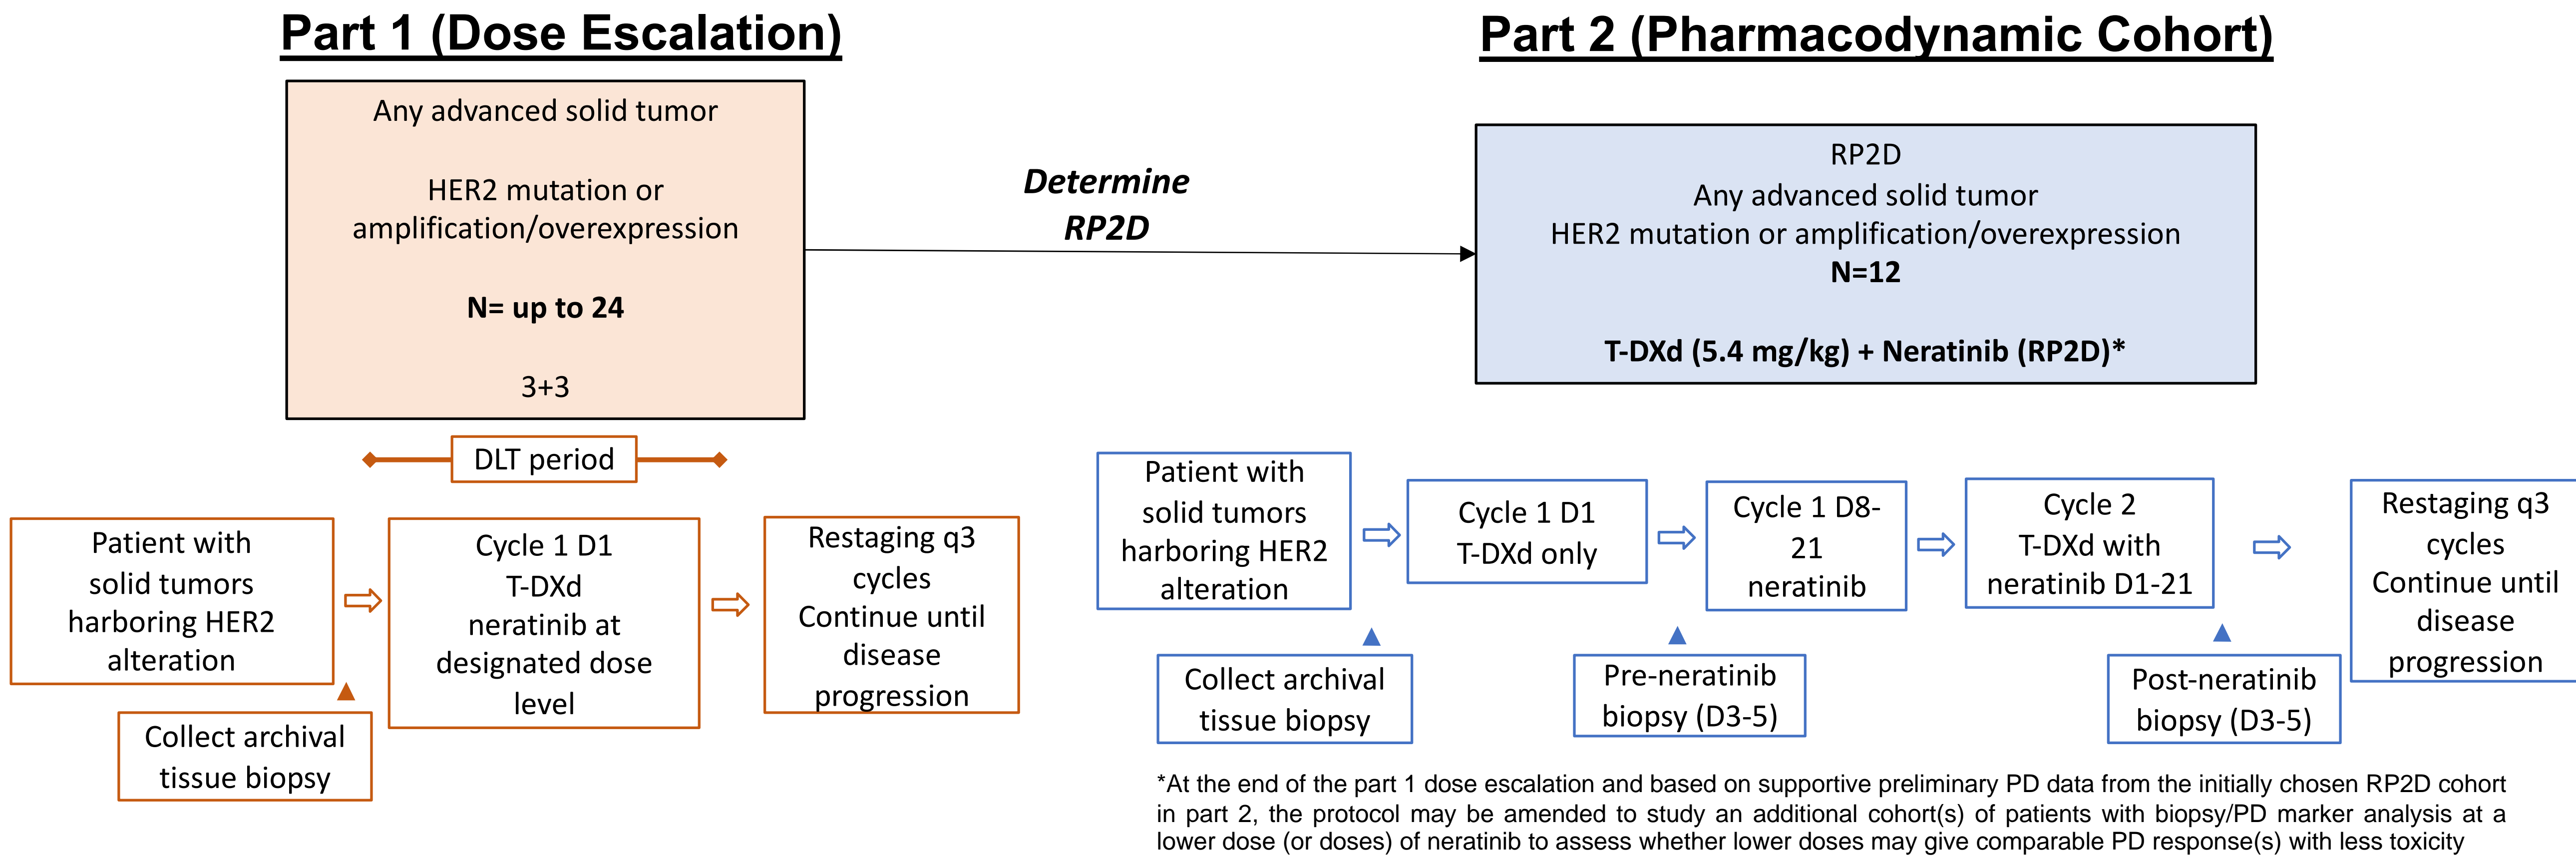 Part 1 (Dose Escalation)
Any advanced solid tumor
HER2 mutation or
amplification/overexpression
N= up to 24
3+3
Determine
RP2D
Part 2 (Pharmacodynamic Cohort)
RP2D
Any advanced solid tumor
HER2 mutation or amplification/overexpression
N=12
T-DXd (5.4 mg/kg) + Neratinib (RP2D)*
DLT period
Patient with
solid tumors
harboring HER2
alteration
Collect archival
tissue biopsy
Cycle 1 D1
T-DXd
neratinib at
designated dose
level
Restaging q3
cycles
Continue until
disease
progression
Patient with
solid tumors
harboring HER2
alteration
Collect archival
tissue biopsy
Cycle 1 D1
T-DXd only
Pre-neratinib
biopsy (D3-5)
Cycle 1 D8-
21
neratinib
Cycle 2
T-DXd with
neratinib D1-21
Post-neratinib
biopsy (D3-5)
Restaging q3
cycles
Continue until
disease
progression
*At the end of the part 1 dose escalation and based on supportive preliminary PD data from the initially chosen RP2D cohort
in part 2, the protocol may be amended to study an additional cohort(s) of patients with biopsy/PD marker analysis at a
lower dose (or doses) of neratinib to assess whether lower doses may give comparable PD response(s) with less toxicity